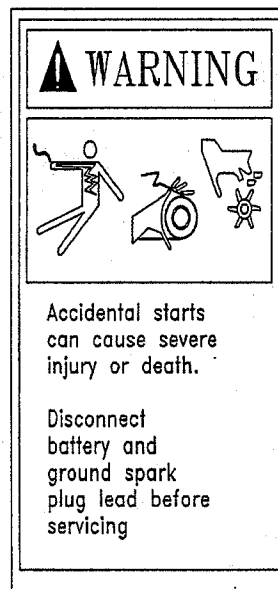 WARNING
Accidental starts
can cause severe
injury or death.
Disconnect
battery and
ground spark
plug lead before
servicing